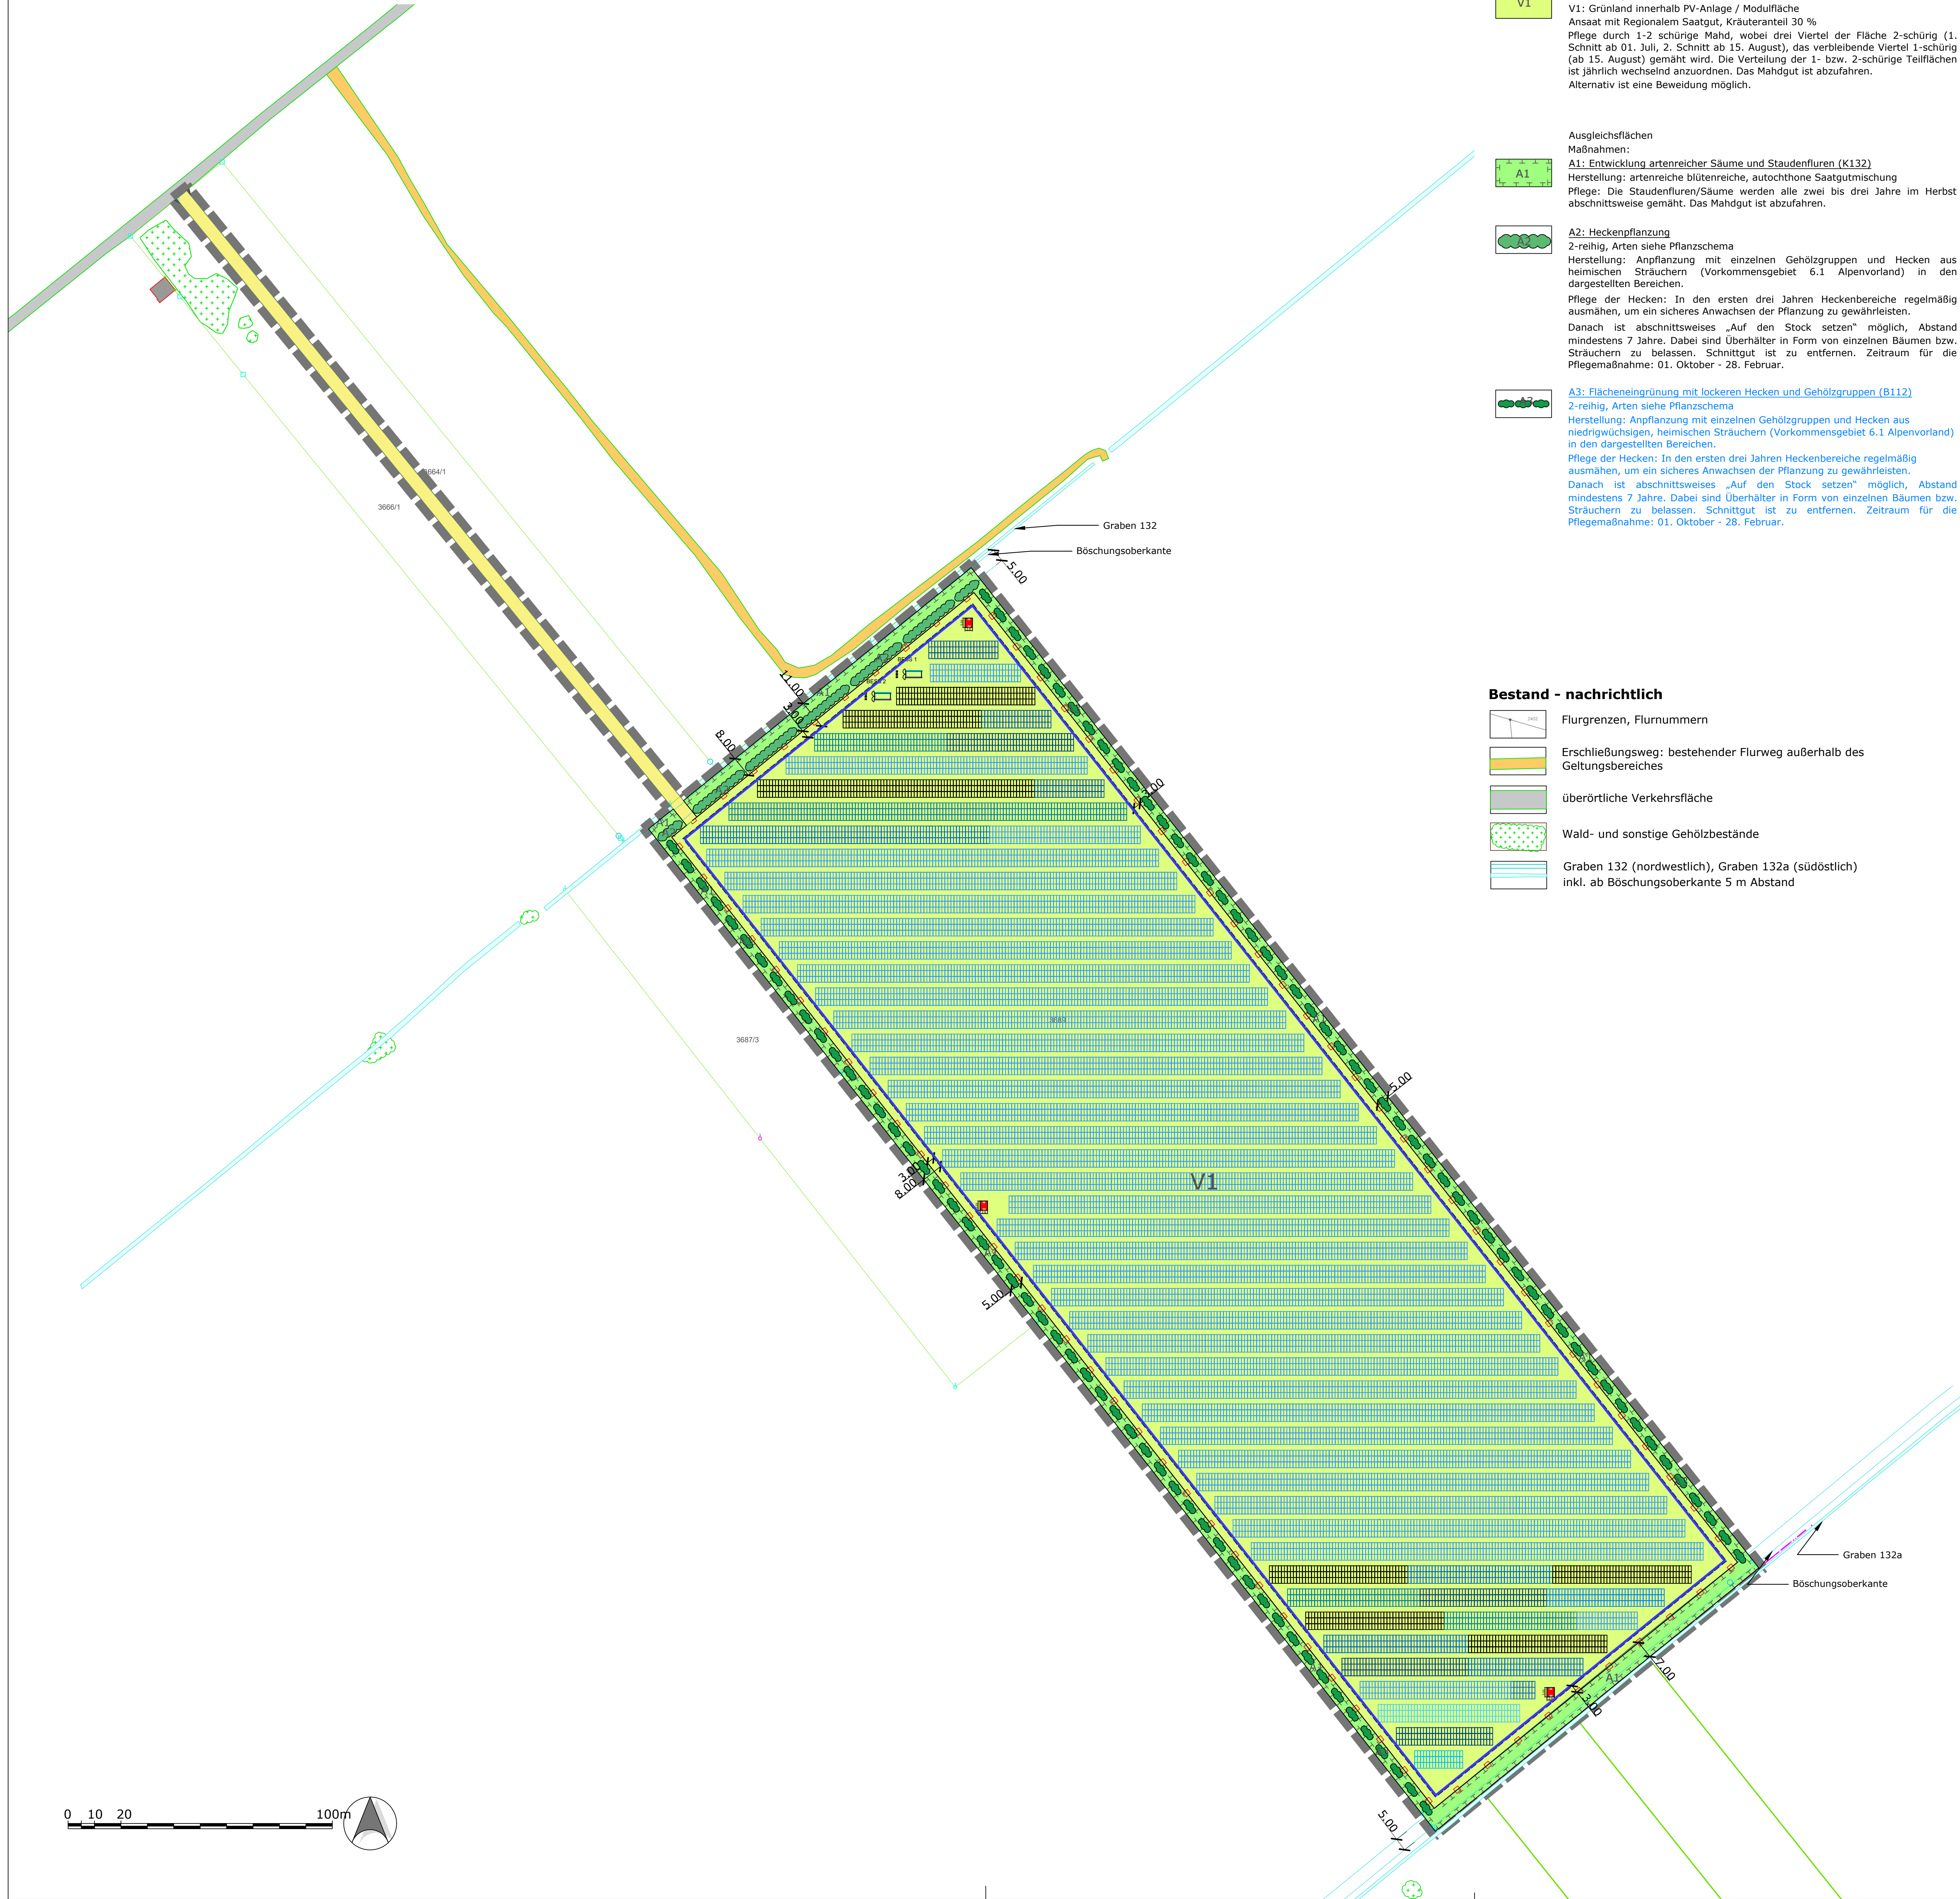 V1
V1: Grünland innerhalb PV-Anlage / Modulfläche
Ansaat mit Regionalem Saatgut, Kräuteranteil 30 %
Pflege durch 1-2 schürige Mahd, wobei drei Viertel der Fläche 2-schürig (1.
Schnitt ab 01. Juli, 2. Schnitt ab 15. August), das verbleibende Viertel 1-schürig
(ab 15. August) gemäht wird. Die Verteilung der 1- bzw. 2-schürige Teilflächen
ist jährlich wechselnd anzuordnen. Das Mahdgut ist abzufahren.
Alternativ ist eine Beweidung möglich.
Ausgleichsflächen
Maßnahmen:
A1
A1: Entwicklung artenreicher Säume und Staudenfluren (K132)
Herstellung: artenreiche blütenreiche, autochthone Saatgutmischung
Pflege: Die Staudenfluren/Säume werden alle zwei bis drei Jahre im Herbst
abschnittsweise gemäht. Das Mahdgut ist abzufahren.
A2
A2: Heckenpflanzung
2-reihig, Arten siehe Pflanzschema
Herstellung: Anpflanzung mit einzelnen Gehölzgruppen und Hecken aus
heimischen Sträuchern (Vorkommensgebiet 6.1 Alpenvorland) in den
dargestellten Bereichen.
Pflege der Hecken: In den ersten drei Jahren Heckenbereiche regelmäßig
ausmähen, um ein sicheres Anwachsen der Pflanzung zu gewährleisten.
Danach ist abschnittsweises „Auf den Stock setzen“ möglich, Abstand
mindestens 7 Jahre. Dabei sind Überhälter in Form von einzelnen Bäumen bzw.
Sträuchern zu belassen. Schnittgut ist zu entfernen. Zeitraum für die
Pflegemaßnahme: 01. Oktober - 28. Februar.
A3
A3: Flächeneingrünung mit lockeren Hecken und Gehölzgruppen (B112)
2-reihig, Arten siehe Pflanzschema
Herstellung: Anpflanzung mit einzelnen Gehölzgruppen und Hecken aus
niedrigwüchsigen, heimischen Sträuchern (Vorkommensgebiet 6.1 Alpenvorland)
in den dargestellten Bereichen.
Pflege der Hecken: In den ersten drei Jahren Heckenbereiche regelmäßig
ausmähen, um ein sicheres Anwachsen der Pflanzung zu gewährleisten.
Danach ist abschnittsweises „Auf den Stock setzen“ möglich, Abstand
mindestens 7 Jahre. Dabei sind Überhälter in Form von einzelnen Bäumen bzw.
Sträuchern zu belassen. Schnittgut ist zu entfernen. Zeitraum für die
Pflegemaßnahme: 01. Oktober - 28. Februar.
Bestand - nachrichtlich
Flurgrenzen, Flurnummern
Erschließungsweg: bestehender Flurweg außerhalb des
Geltungsbereiches
überörtliche Verkehrsfläche
Wald- und sonstige Gehölzbestände
Graben 132 (nordwestlich), Graben 132a (südöstlich)
inkl. ab Böschungsoberkante 5 m Abstand
3664/1
3666/1
Graben 132
Böschungsoberkante
5.00
BESS 1
BESS 2
11.00
3.00
8.00
A1
A1
3.00
3689
3687/3
5.00
V1
3.00
8.00
5.00
Graben 132a
Böschungsoberkante
7.00
A1
3.00
5.00
0 10 20 100m